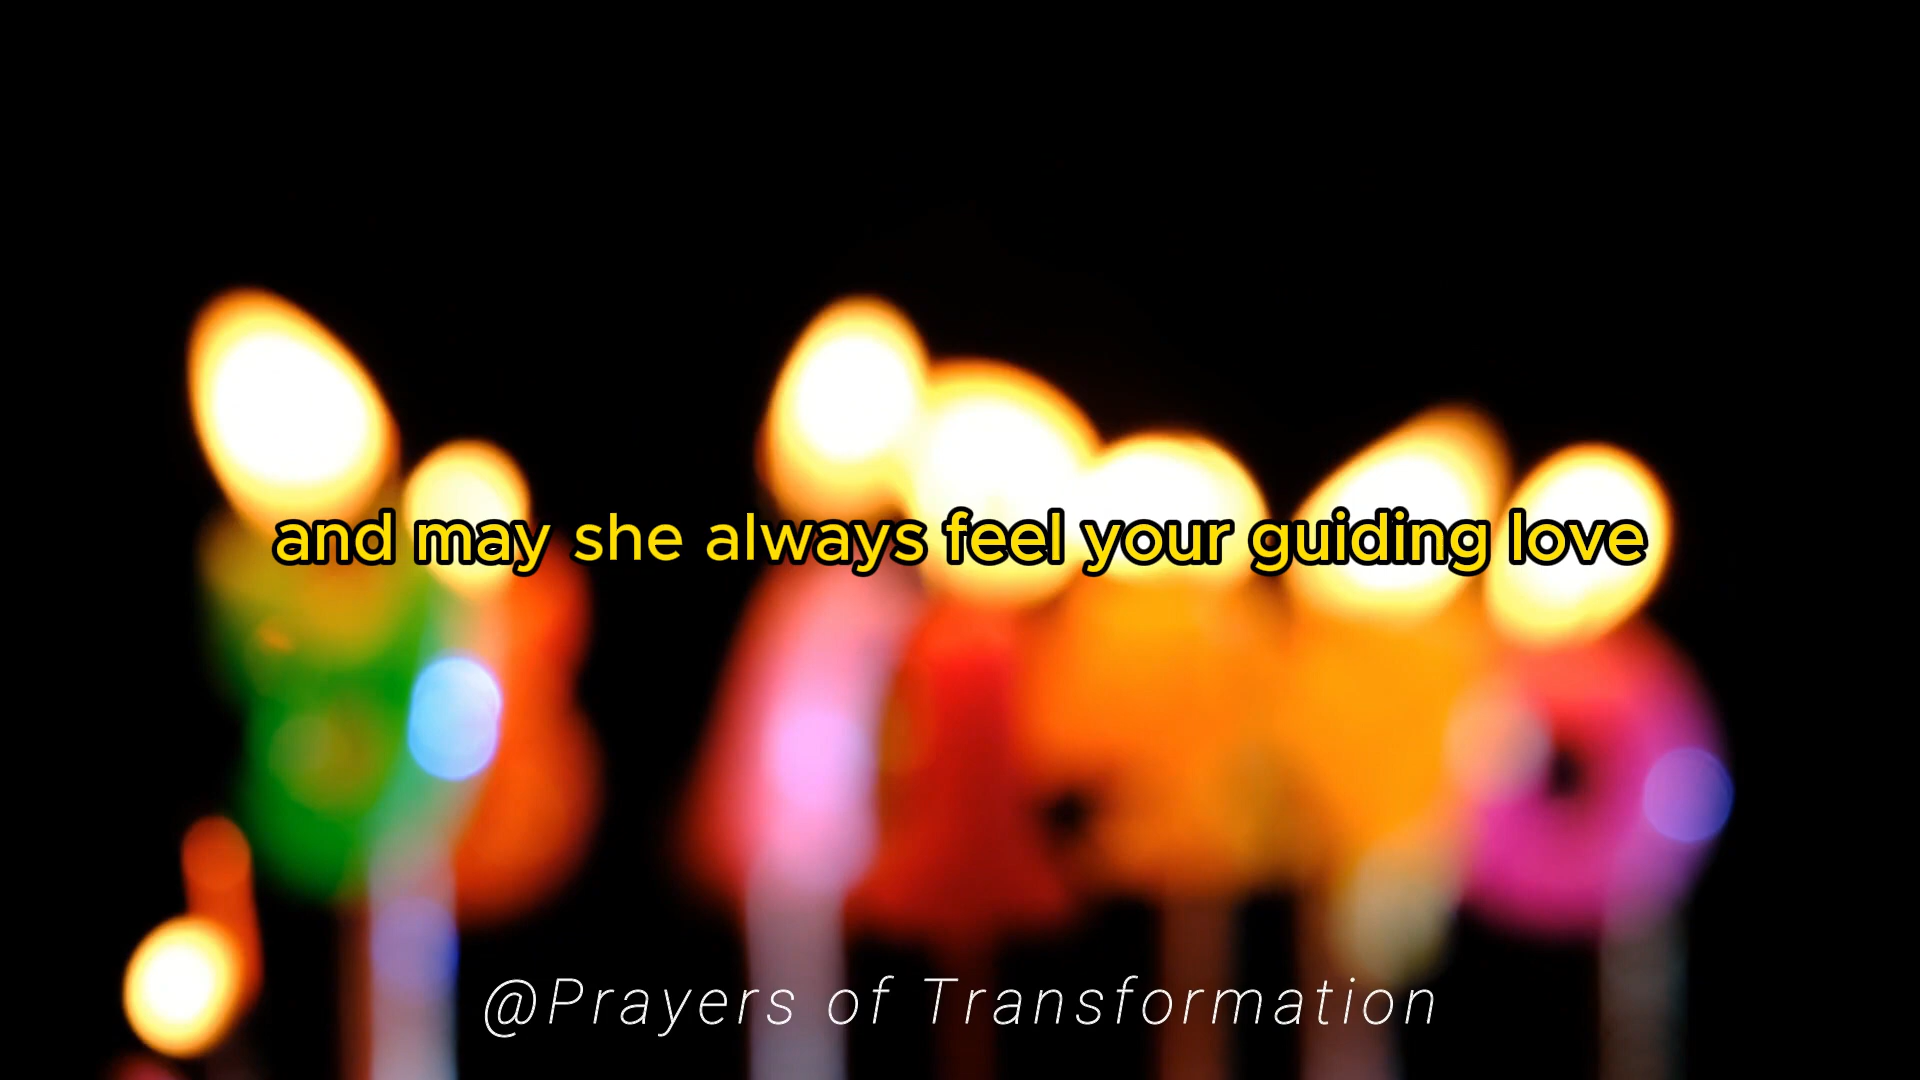 and may she always feel your guiding love
@Prayers of Transformation